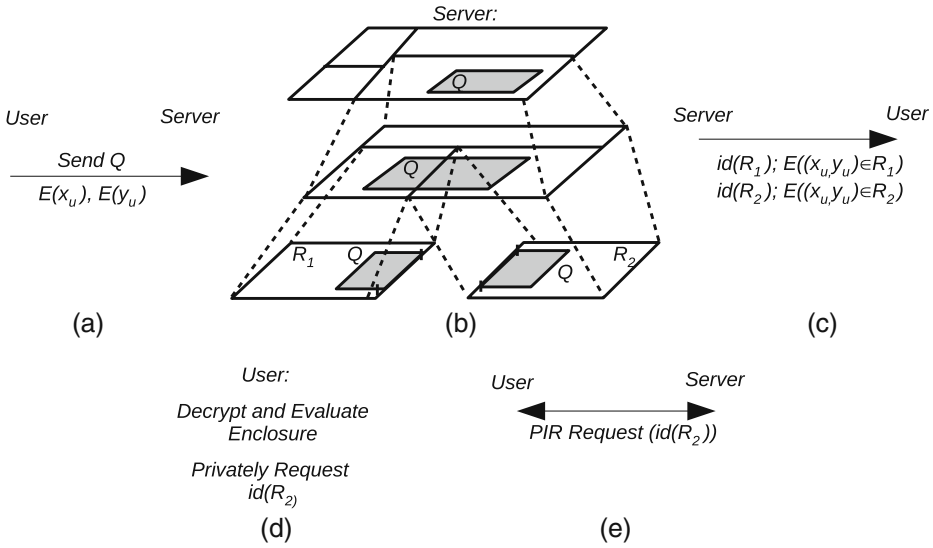 Server:
Q
User
Server
Send Q
E(x_u), E(y_u)
Q
Server
User
id(R_1); E((x_u,y_u)∈R_1)
id(R_2); E((x_u,y_u)∈R_2)
R_1
Q
Q
R_2
(a)
(b)
(c)
User:
Decrypt and Evaluate
Enclosure
Privately Request
id(R_2)
(d)
User
Server
PIR Request (id(R_2))
(e)